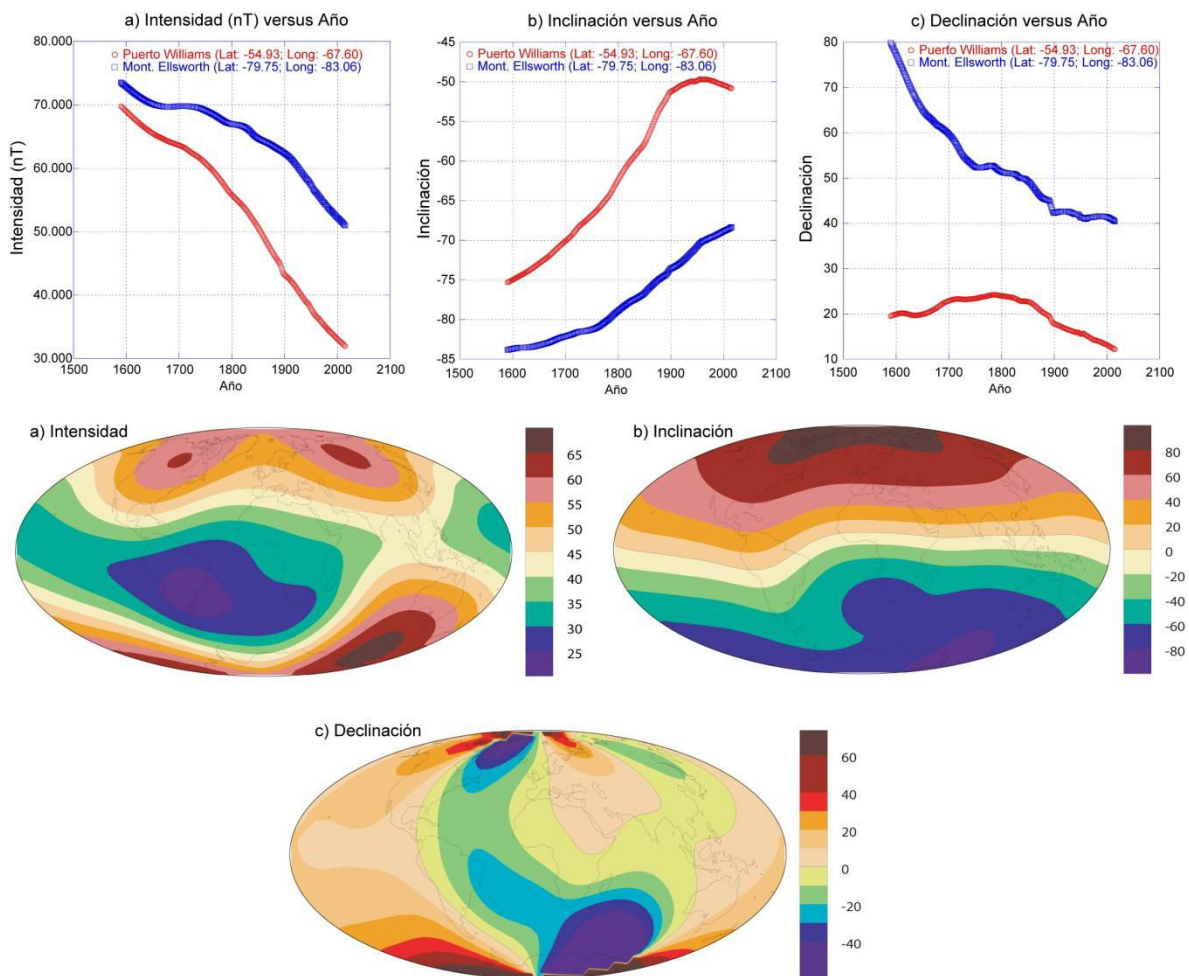 a) Intensidad (nT) versus Año
80.000
70.000
60.000
50.000
40.000
30.000
Intensidad (nT)
Puerto Williams (Lat: -54.93; Long: -67.60)
Mont. Ellsworth (Lat: -79.75; Long: -83.06)
1500 1600 1700 1800 1900 2000 2100
Año
b) Inclinación versus Año
-45
-50
-55
-60
-65
-70
-75
-80
-85
Inclinación
Puerto Williams (Lat: -54.93; Long: -67.60)
Mont. Ellsworth (Lat: -79.75; Long: -83.06)
1500 1600 1700 1800 1900 2000 2100
Año
c) Declinación versus Año
80
70
60
50
40
30
20
10
Declinación
Puerto Williams (Lat: -54.93; Long: -67.60)
Mont. Ellsworth (Lat: -79.75; Long: -83.06)
1500 1600 1700 1800 1900 2000 2100
Año
a) Intensidad
65
60
55
50
45
40
35
30
25
b) Inclinación
80
60
40
20
0
-20
-40
-60
-80
c) Declinación
60
40
20
0
-20
-40